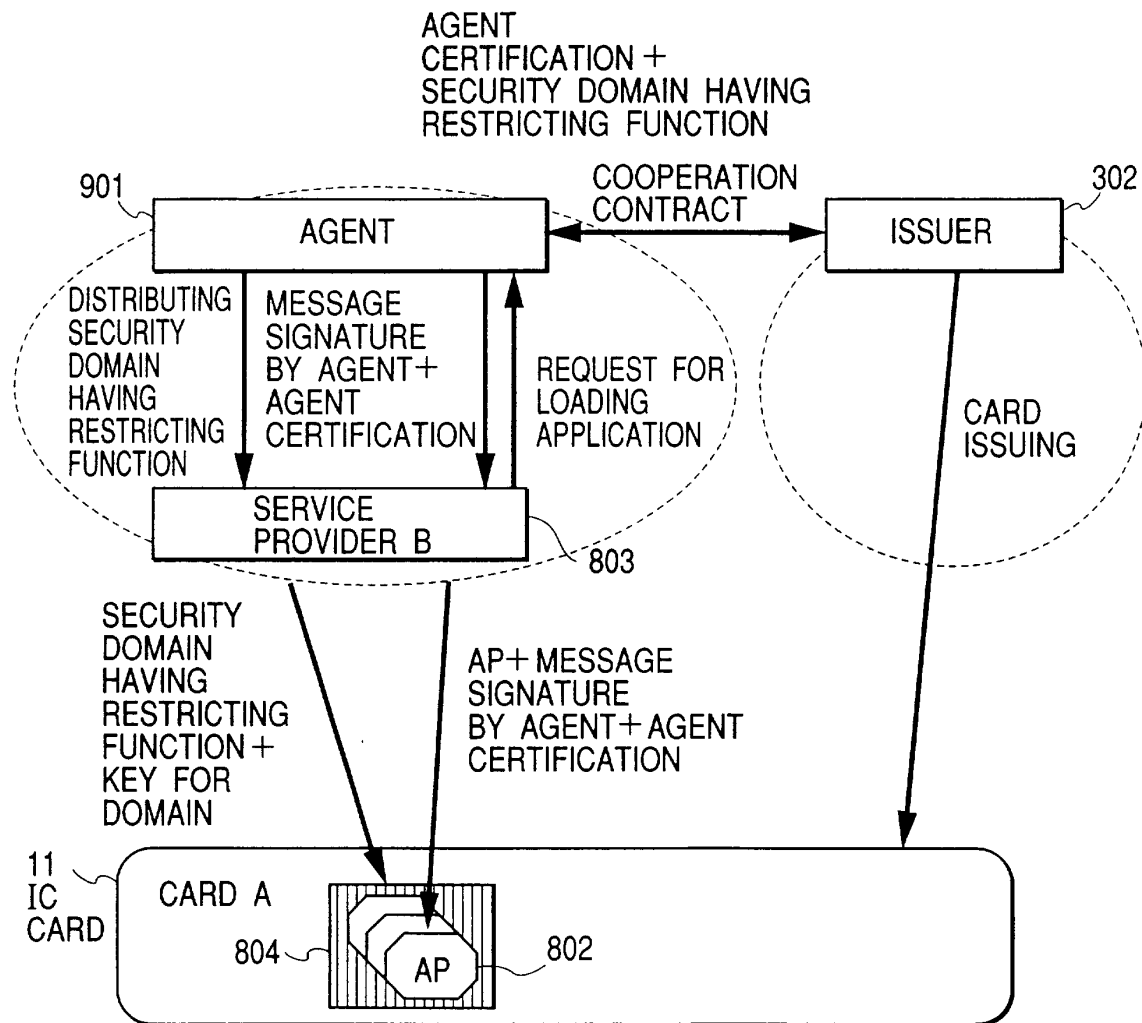 AGENT
CERTIFICATION+
SECURITY DOMAIN HAVING
RESTRICTING FUNCTION
901
AGENT
COOPERATION
CONTRACT
302
ISSUER
DISTRIBUTING
SECURITY
DOMAIN
HAVING
RESTRICTING
FUNCTION
MESSAGE
SIGNATURE
BY AGENT+
AGENT
CERTIFICATION
REQUEST FOR
LOADING
APPLICATION
CARD
ISSUING
SERVICE
PROVIDER B
803
SECURITY
DOMAIN
HAVING
RESTRICTING
FUNCTION+
KEY FOR
DOMAIN
AP+MESSAGE
SIGNATURE
BY AGENT+AGENT
CERTIFICATION
11
IC
CARD
CARD A
804
AP
802